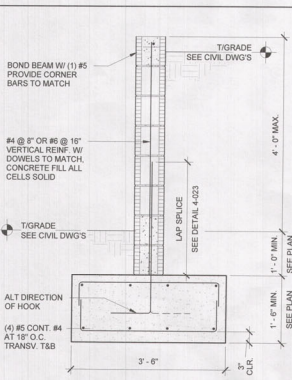 BOND BEAM W/ (1) #5
PROVIDE CORNER
BARS TO MATCH
T/GRADE
SEE CIVIL DWG'S
#4 @ 8" OR #6 @ 16"
VERTICAL REINF. W/
DOWELS TO MATCH,
CONCRETE FILL ALL
CELLS SOLID
4' - 0" MAX.
LAP SPLICE
SEE DETAIL 4-023
T/GRADE
SEE CIVIL DWG'S
1' - 0" MIN.
SEE PLAN
ALT DIRECTION
OF HOOK
1' - 6" MIN.
SEE PLAN
(4) #5 CONT. #4
AT 18" O.C.
TRANSV. T&B
3' - 6"
3"
CLR.